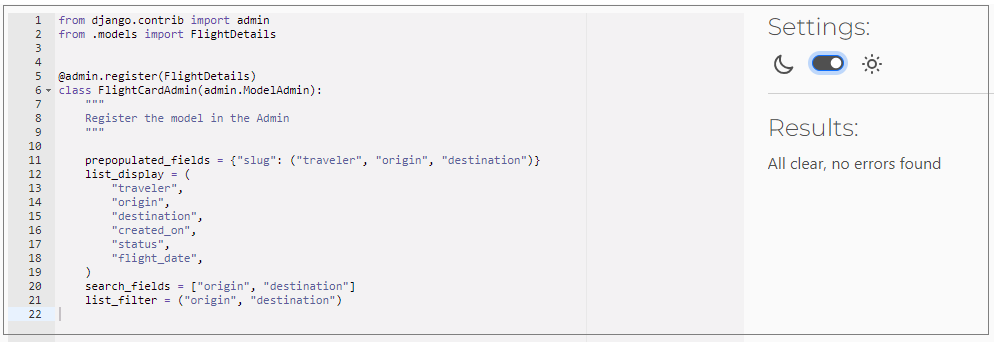 1 from django.contrib import admin
2 from .models import FlightDetails
3
4
5 @admin.register(FlightDetails)
6 class FlightCardAdmin(admin.ModelAdmin):
7     """
8     Register the model in the Admin
9     """
10
11     prepopulated_fields = {"slug": ("traveler", "origin", "destination")}
12     list_display = (
13         "traveler",
14         "origin",
15         "destination",
16         "created_on",
17         "status",
18         "flight_date",
19     )
20     search_fields = ["origin", "destination"]
21     list_filter = ("origin", "destination")
22
Settings:
Results:
All clear, no errors found